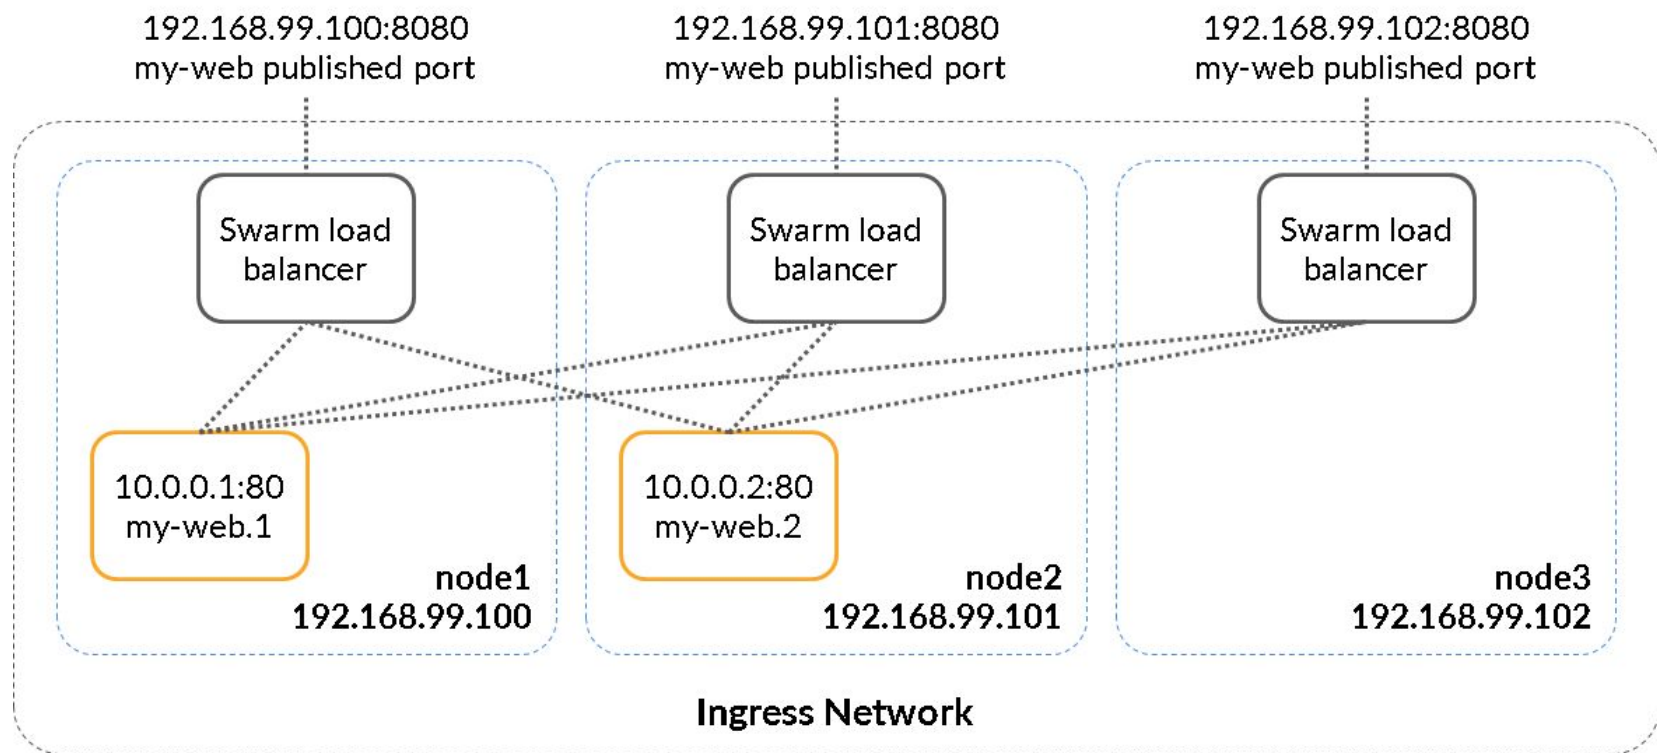 192.168.99.100:8080
my-web published port
192.168.99.101:8080
my-web published port
192.168.99.102:8080
my-web published port
Swarm load
balancer
Swarm load
balancer
Swarm load
balancer
10.0.0.1:80
my-web.1
10.0.0.2:80
my-web.2
node1
192.168.99.100
node2
192.168.99.101
node3
192.168.99.102
Ingress Network